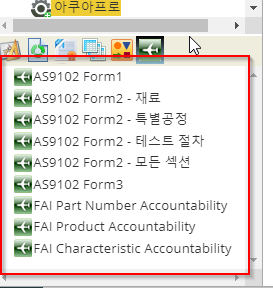 아쿠아프로
AS9102 Form1
AS9102 Form2 - 재료
AS9102 Form2 - 특별공정
AS9102 Form2 - 테스트 절차
AS9102 Form2 - 모든 섹션
AS9102 Form3
FAI Part Number Accountability
FAI Product Accountability
FAI Characteristic Accountability